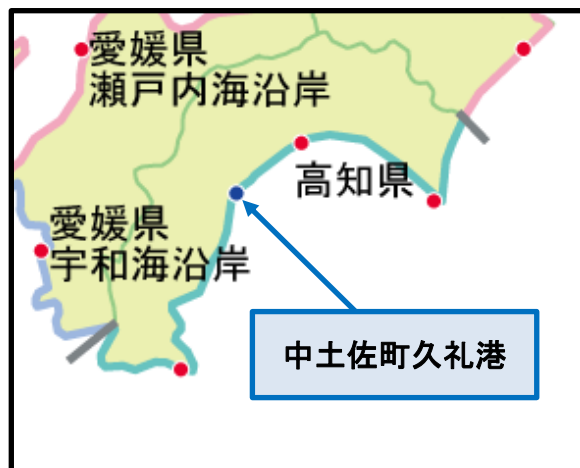 愛媛県
瀬戸内海沿岸
高知県
愛媛県
宇和海沿岸
中土佐町久礼港